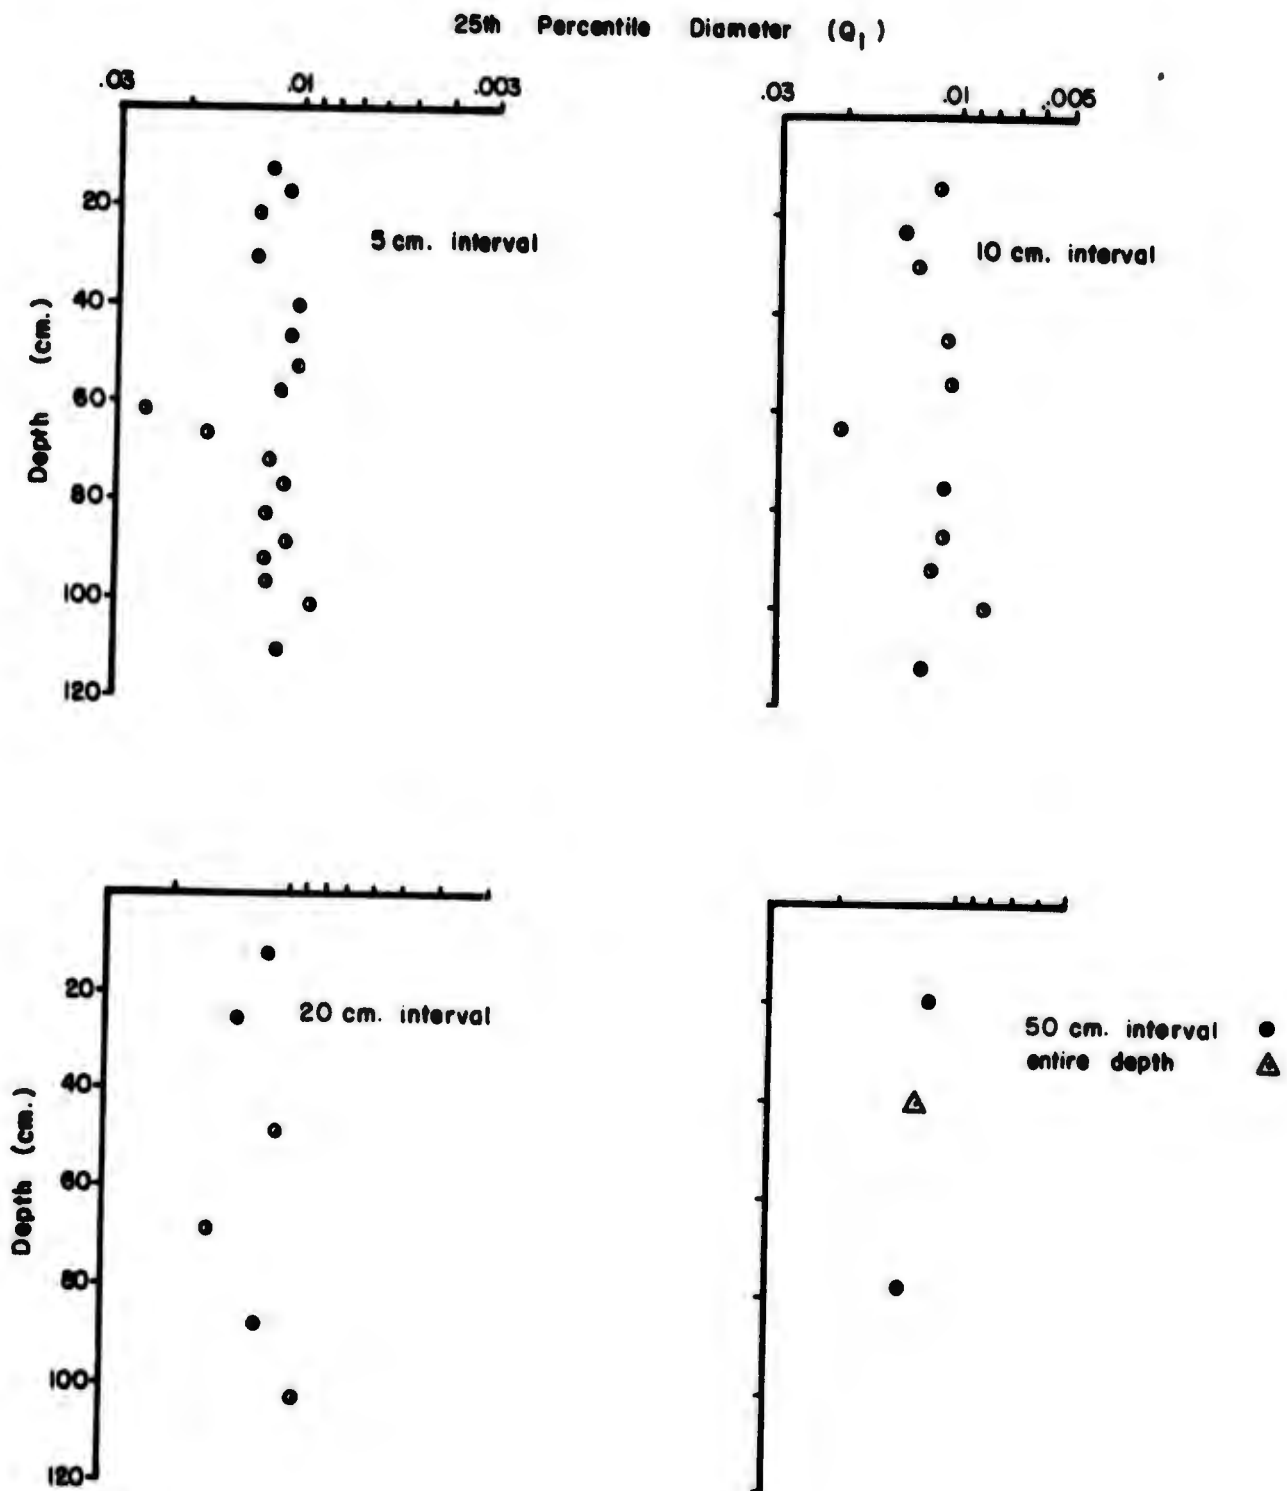 25th Percentile Diameter (Q₁)
.03 .01 .003
.03 .01 .005
20
40
60
80
100
120
Depth (cm.)
5 cm. interval
10 cm. interval
20
40
60
80
100
120
Depth (cm.)
20 cm. interval
50 cm. interval
entire depth